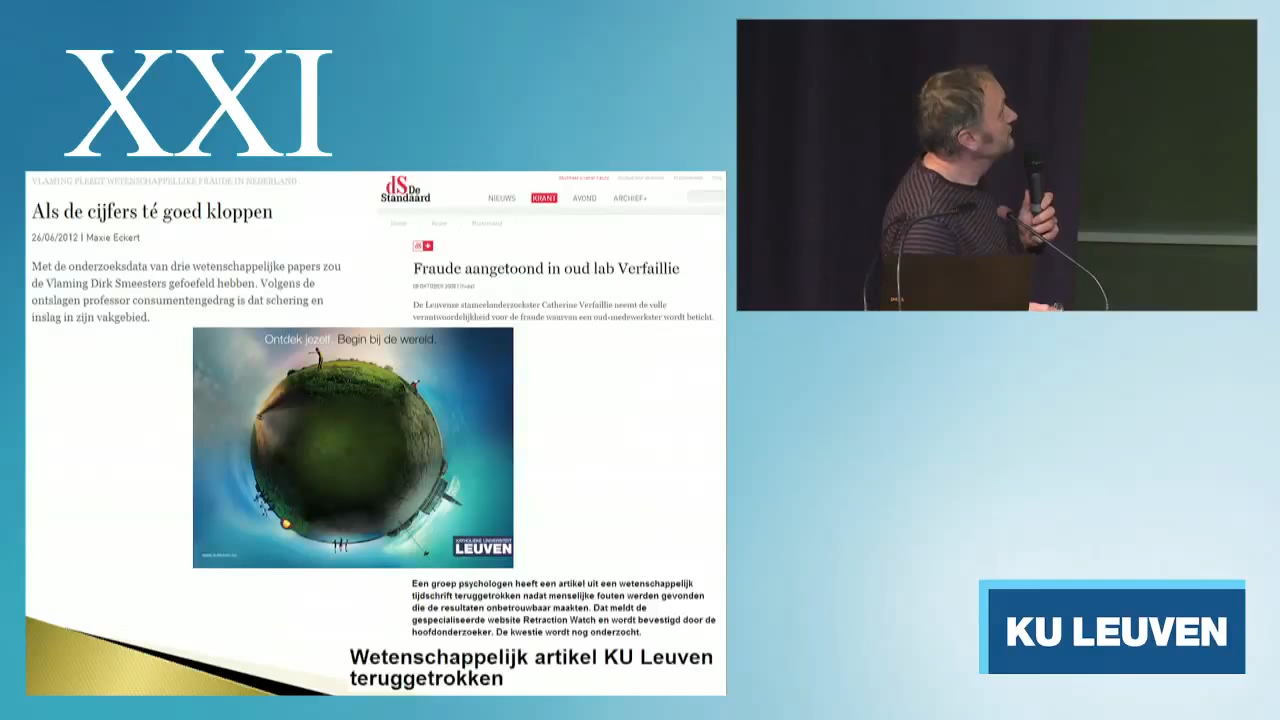 XXI
VLAMING PLEEGT WETENSCHAPPELIJKE FRAUDE IN NEDERLAND
Als de cijfers té goed kloppen
26/06/2012 | Maxie Eckert
Met de onderzoeksdata van drie wetenschappelijke papers zou
de Vlaming Dirk Smeesters gefoefeld hebben. Volgens de
ontslagen professor consumentengedrag is dat schering en
inslag in zijn vakgebied.
dS De
Standaard
NIEUWS KRANT AVOND ARCHIEF+
Home
dS +
Fraude aangetoond in oud lab Verfaillie
De Leuvense stamcelonderzoekster Catherine Verfaillie neemt de volle
verantwoordelijkheid voor de fraude waarvan een oud-medewerkster wordt beticht.
Ontdek jezelf. Begin bij de wereld.
KATHOLIEKE UNIVERSITEIT
LEUVEN
Een groep psychologen heeft een artikel uit een wetenschappelijk
tijdschrift teruggetrokken nadat menselijke fouten werden gevonden
die de resultaten onbetrouwbaar maakten. Dat meldt de
gespecialiseerde website Retraction Watch en wordt bevestigd door de
hoofdonderzoeker. De kwestie wordt nog onderzocht.
Wetenschappelijk artikel KU Leuven
teruggetrokken
KU LEUVEN